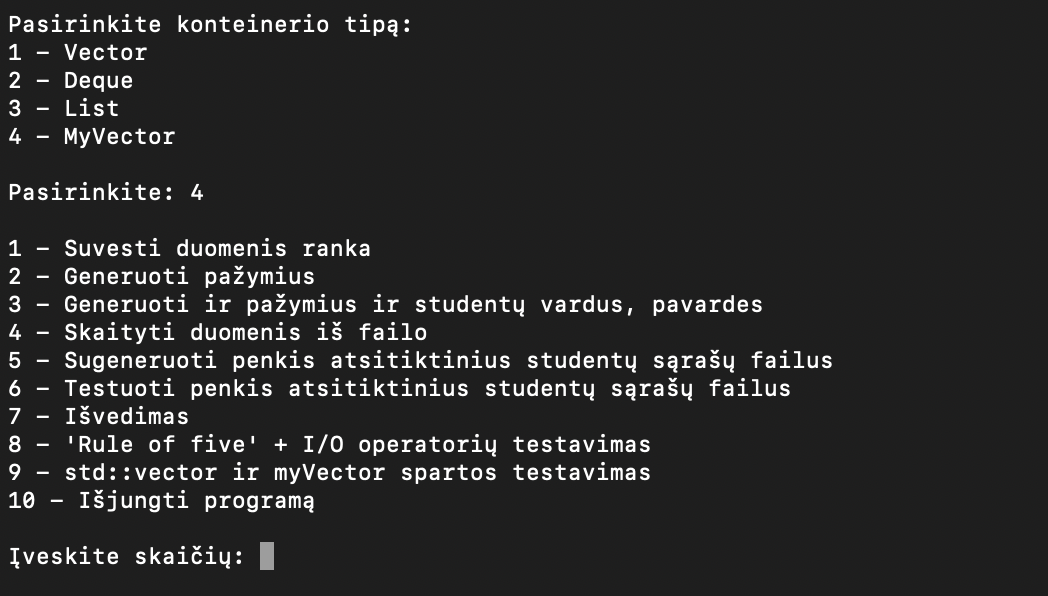 Pasirinkite konteinerio tipą:
1 – Vector
2 – Deque
3 – List
4 – MyVector
Pasirinkite: 4
1 – Suvesti duomenis ranka
2 – Generuoti pažymius
3 – Generuoti ir pažymius ir studentų vardus, pavardes
4 – Skaityti duomenis iš failo
5 – Sugeneruoti penkis atsitiktinius studentų sąrašų failus
6 – Testuoti penkis atsitiktinius studentų sąrašų failus
7 – Išvedimas
8 – 'Rule of five' + I/O operatorių testavimas
9 – std::vector ir myVector spartos testavimas
10 – Išjungti programą
Įveskite skaičių: